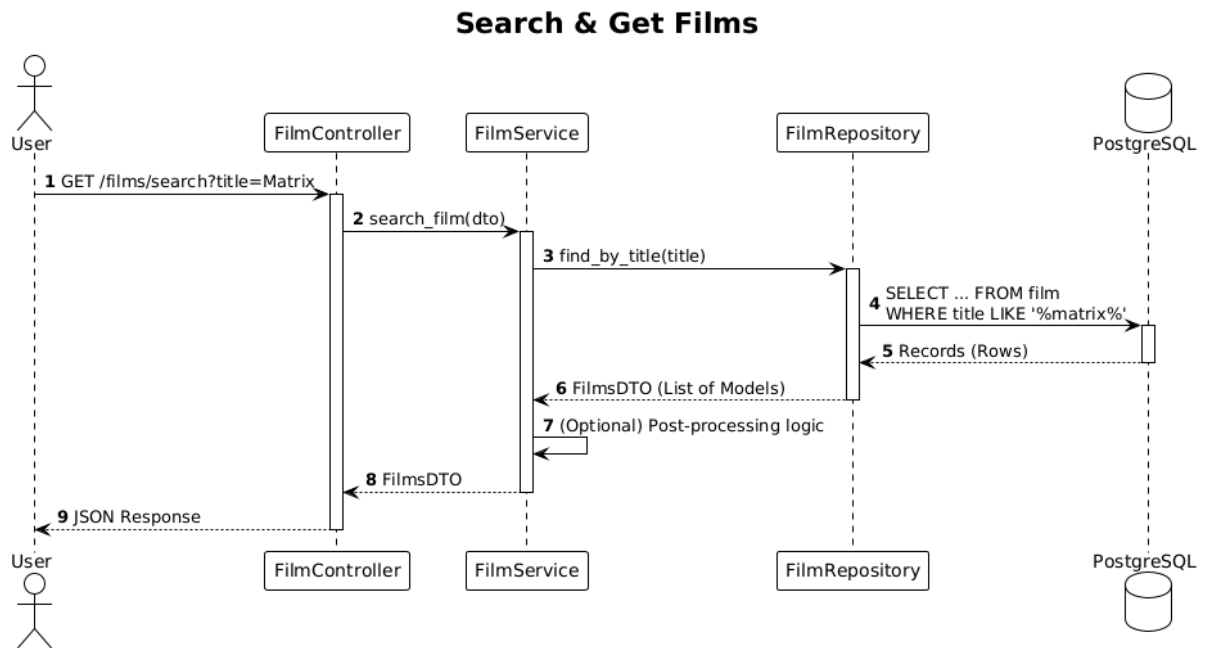 Search & Get Films
User
FilmController
FilmService
FilmRepository
PostgreSQL
1 GET /films/search?title=Matrix
2 search_film(dto)
3 find_by_title(title)
4 SELECT ... FROM film
WHERE title LIKE '%matrix%'
5 Records (Rows)
6 FilmsDTO (List of Models)
7 (Optional) Post-processing logic
8 FilmsDTO
9 JSON Response
User
FilmController
FilmService
FilmRepository
PostgreSQL